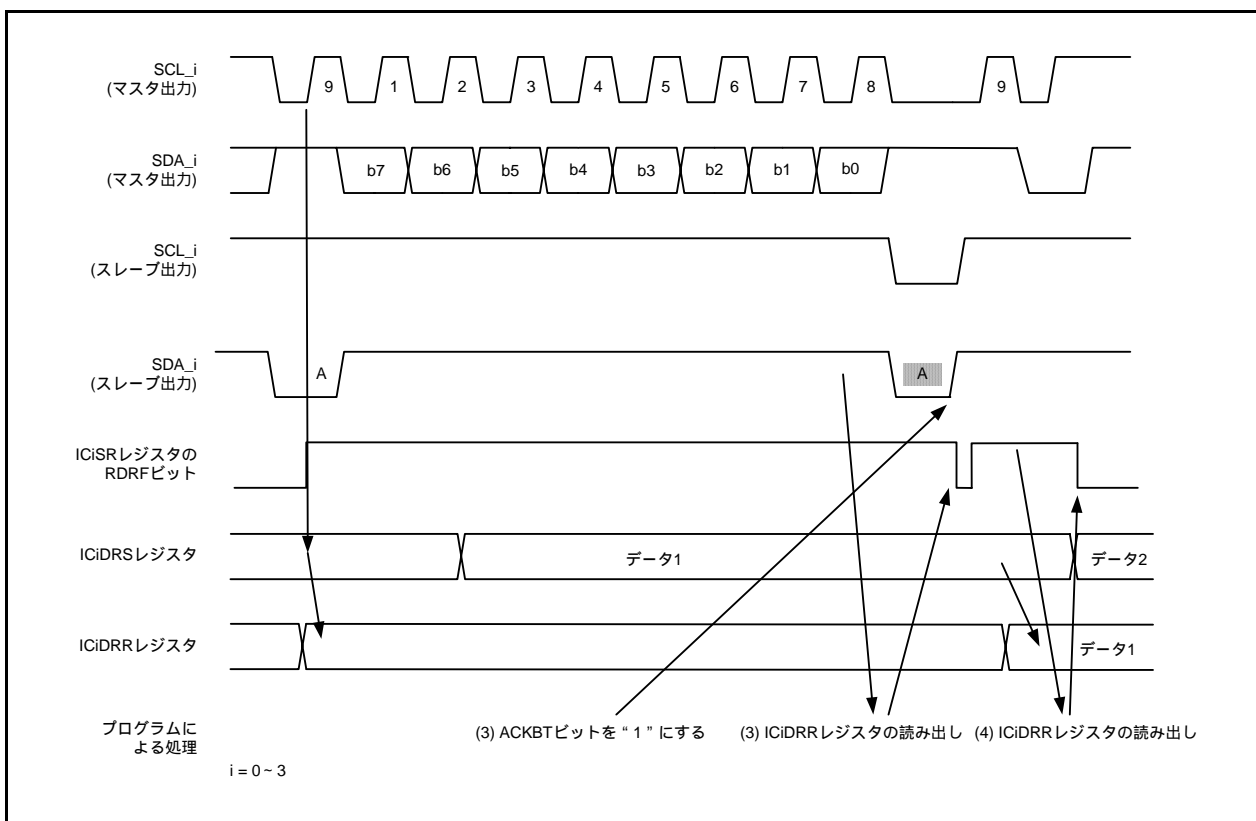 SCL_i
(マスタ出力)
9 1 2 3 4 5 6 7 8 9
SDA_i
(マスタ出力)
b7 b6 b5 b4 b3 b2 b1 b0
SCL_i
(スレーブ出力)
SDA_i
(スレーブ出力)
A A
ICiSRレジスタの
RDRFビット
ICiDRSレジスタ
データ1 データ2
ICiDRRレジスタ
データ1
プログラムに
よる処理
(3) ACKBTビットを “ 1 ” にする (3) ICiDRRレジスタの読み出し (4) ICiDRRレジスタの読み出し
i = 0 ~ 3